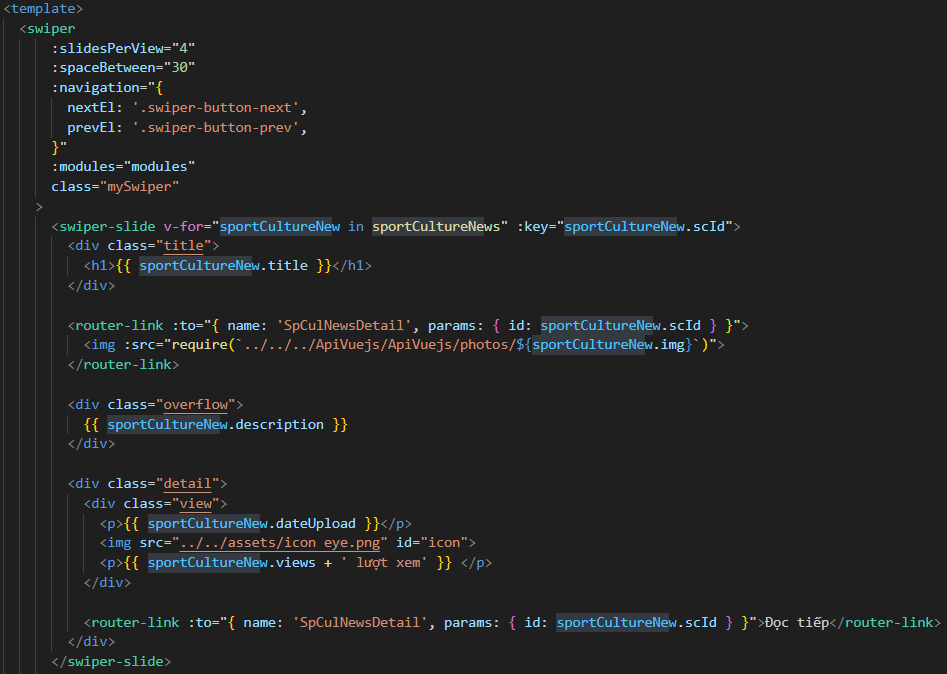 <template>
<swiper
:slidesPerView="4"
:spaceBetween="30"
:navigation="{
nextEl: '.swiper-button-next',
prevEl: '.swiper-button-prev',
}"
:modules="modules"
class="mySwiper"
>
<swiper-slide v-for="sportCultureNew in sportCultureNews" :key="sportCultureNew.scId">
<div class="title">
<h1>{{ sportCultureNew.title }}</h1>
</div>
<router-link :to="{ name: 'SpCulNewsDetail', params: { id: sportCultureNew.scId } }">
<img :src="require(`../../../ApiVuejs/ApiVuejs/photos/${sportCultureNew.img}`)">
</router-link>
<div class="overflow">
{{ sportCultureNew.description }}
</div>
<div class="detail">
<div class="view">
<p>{{ sportCultureNew.dateUpload }}</p>
<img src="../../assets/icon_eye.png" id="icon">
<p>{{ sportCultureNew.views + ' lượt xem' }} </p>
</div>
<router-link :to="{ name: 'SpCulNewsDetail', params: { id: sportCultureNew.scId } }">Đọc tiếp</router-link>
</div>
</swiper-slide>